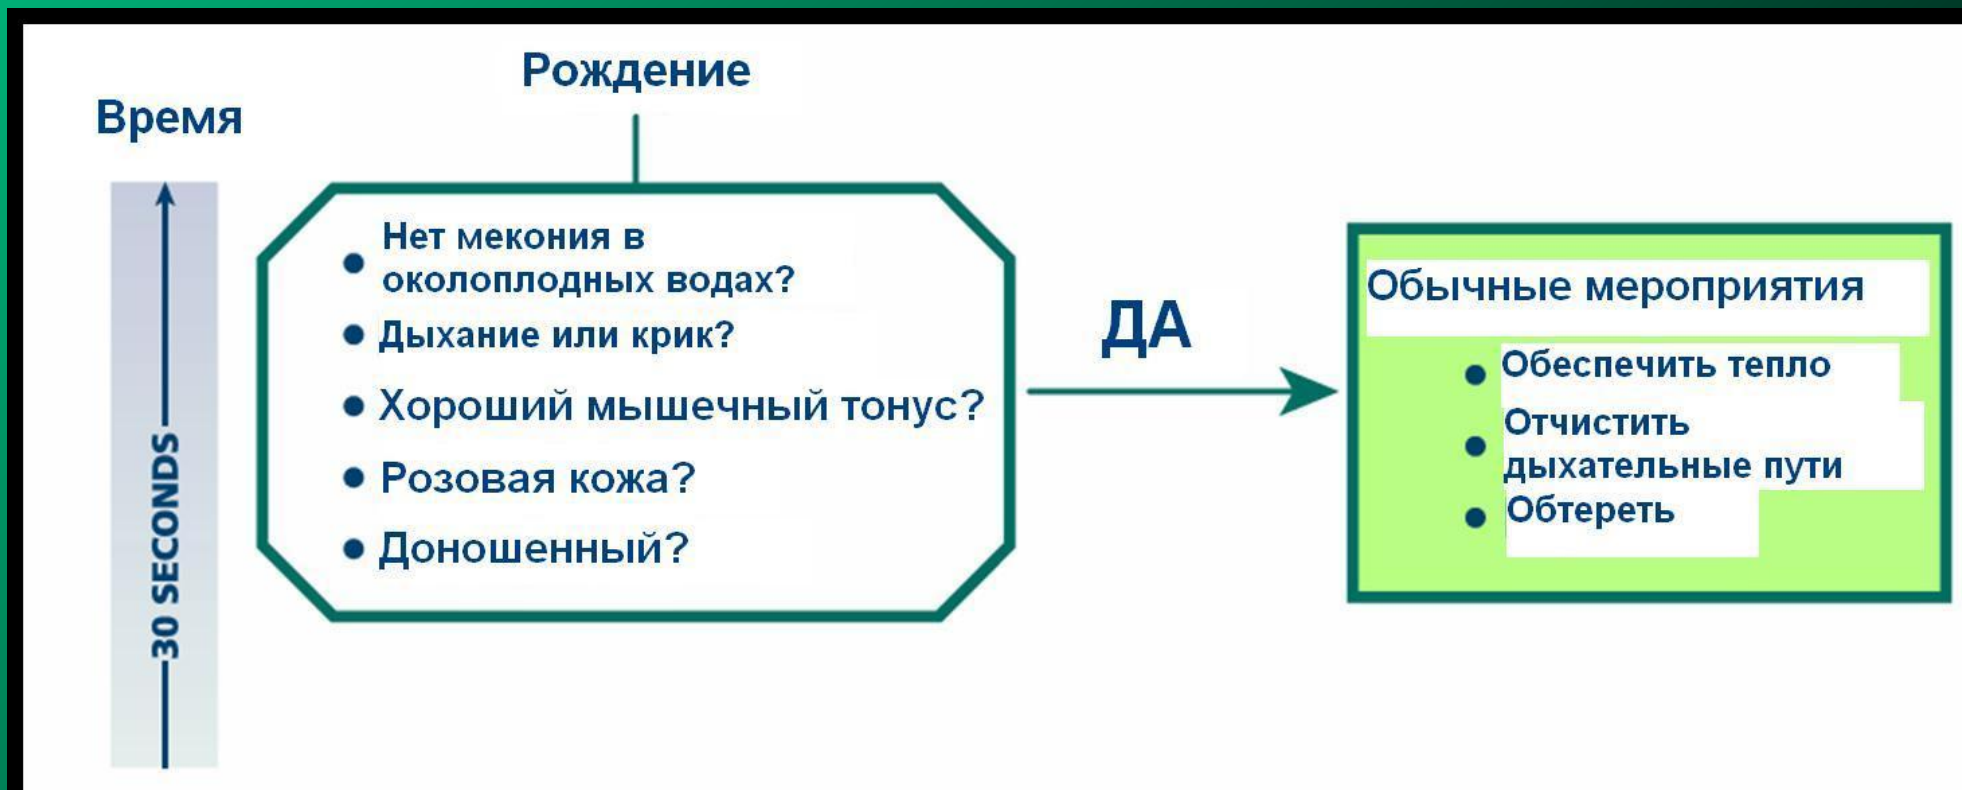 Рождение
Время
Нет мекония в
околоплодных водах?
Дыхание или крик?
Хороший мышечный тонус?
Розовая кожа?
Доношенный?
30 SECONDS
ДА
Обычные мероприятия
Обеспечить тепло
Отчистить
дыхательные пути
Обтереть